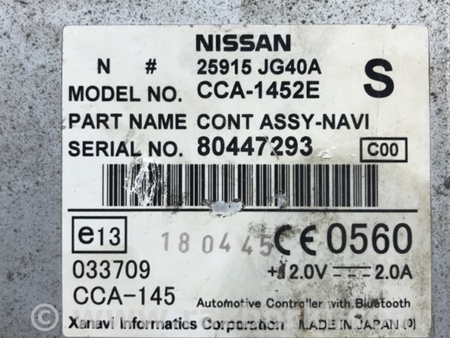 NISSAN
N # 25915 JG40A S
MODEL NO. CCA-1452E
PART NAME CONT ASSY-NAVI
SERIAL NO. 80447293 C00
e13 180445 CE 0560
033709 +12.0V 2.0A
CCA-145 Automotive Controller with Bluetooth
Xanavi Informatics Corporation MADE IN JAPAN